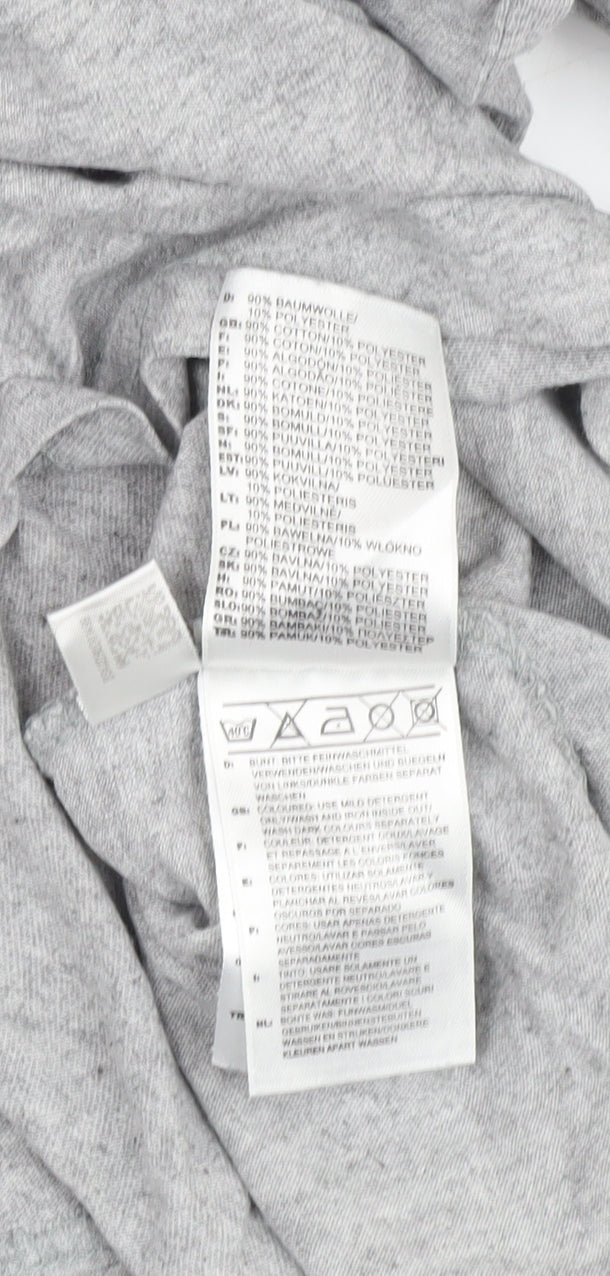 D: 90% BAUMWOLLE/
10% POLYESTER
GB: 90% COTTON/10% POLYESTER
F: 90% COTON/10% POLYESTER
E: 90% ALGODÓN/10% POLIESTER
P: 90% ALGODÃO/10% POLIESTER
I: 90% COTONE/10% POLIESTERE
NL: 90% KATOEN/10% POLYESTER
DK: 90% BOMULD/10% POLYESTER
S: 90% BOMULL/10% POLYESTER
SF: 90% PUUVILLA/10% POLYESTERI
N: 90% BOMULL/10% POLYESTER
EST: 90% PUUVILL/10% POLÜESTER
LV: 90% KOKVILNA/
10% POLIESTERIS
LT: 90% MEDVILNĖ/
10% POLIESTERIS
PL: 90% BAWEŁNA/10% WŁÓKNO
POLIESTROWE
CZ: 90% BAVLNA/10% POLYESTER
SK: 90% BAVLNA/10% POLYESTER
H: 90% PAMUT/10% POLIESZTER
RO: 90% BUMBAC/10% POLIESTER
SLO: 90% BOMBAŽ/10% POLIESTER
GR: 90% BAMBAKI/10% ΠΟΛΥΕΣΤΕΡ
TR: 90% PAMUK/10% POLYESTER
40°C
D: BUNT: BITTE FEINWASCHMITTEL
VERWENDEN/WASCHEN UND BUEGELN
VON LINKS/DUNKLE FARBEN SEPARAT
WASCHEN
GB: COLOURED: USE MILD DETERGENT
ONLY/WASH AND IRON INSIDE OUT/
WASH DARK COLOURS SEPARATELY
F: COULEUR: DETERGENT DOUX/LAVAGE
ET REPASSAGE A L'ENVERS/LAVER
SEPAREMENT LES COLORIS FONCES
E: COLORES: UTILIZAR SOLAMENTE
DETERGENTES NEUTROS/LAVAR Y
PLANCHAR AL REVES/LAVAR COLORES
OSCUROS POR SEPARADO
P: CORES: USAR APENAS DETERGENTE
NEUTRO/LAVAR E PASSAR PELO
AVESSO/LAVAR CORES ESCURAS
SEPARADAMENTE
I: TINTO: USARE SOLAMENTE UN
DETERGENTE NEUTRO/LAVARE E
STIRARE AL ROVESCIO/LAVARE
SEPARATAMENTE I COLORI SCURI
TR NL: BONTE WAS: FIJNWASMIDDEL
GEBRUIKEN/BINNENSTEBUITEN
WASSEN EN STRIJKEN/DONKERE
KLEUREN APART WASSEN